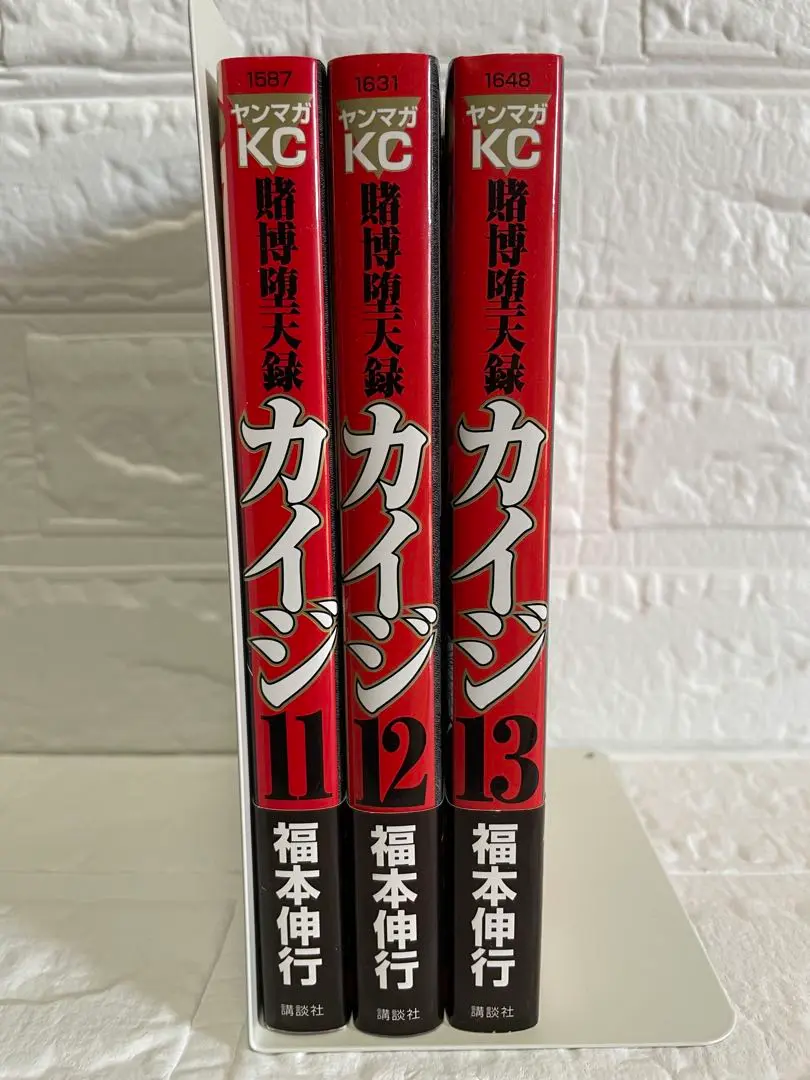 1587
ヤンマガ
KC
賭博堕天録
カイジ
11
福本伸行
講談社
1631
ヤンマガ
KC
賭博堕天録
カイジ
12
福本伸行
講談社
1648
ヤンマガ
KC
賭博堕天録
カイジ
13
福本伸行
講談社